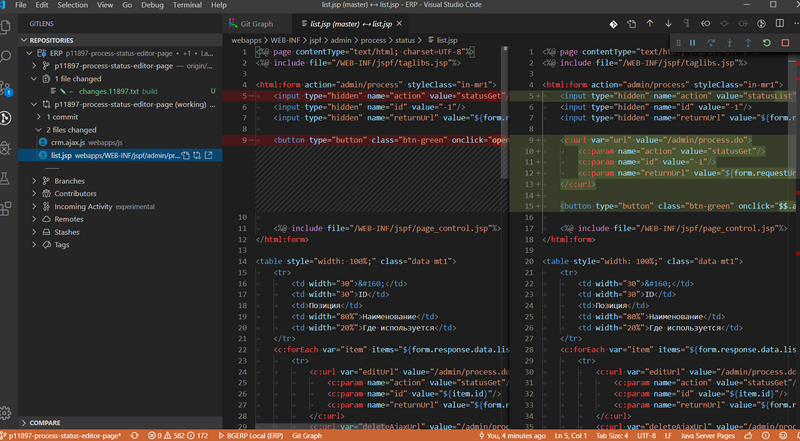 File Edit Selection View Go Debug Terminal Help
list.jsp (master) ↔ list.jsp - ERP - Visual Studio Code
GITLENS
Git Graph
list.jsp (master) ↔ list.jsp
webapps > WEB-INF > jspf > admin > process > status > list.jsp
REPOSITORIES
ERP p11897-process-status-editor-page • +1 • La...
p11897-process-status-editor-page — origin/...
1 file changed
+ ~ - changes.11897.txt build U
p11897-process-status-editor-page (working) ...
1 commit
2 files changed
crm.ajax.js webapps/js
list.jsp webapps/WEB-INF/jspf/admin/pr...
Branches
Contributors
Incoming Activity experimental
Remotes
Stashes
Tags
COMPARE
1 <%@ page contentType="text/html; charset=UTF-8"%>
2 <%@ include file="/WEB-INF/jspf/taglibs.jsp"%>
3
4 <html:form action="admin/process" styleClass="in-mr1">
5 <input type="hidden" name="action" value="statusGet"/
6 <input type="hidden" name="id" value="-1"/>
7 <input type="hidden" name="returnUrl" value="${form.r
8
9 <button type="button" class="btn-green" onclick="open
10
11 <%@ include file="/WEB-INF/jspf/page_control.jsp"%>
12 </html:form>
13
14 <table style="width: 100%;" class="data mt1">
15 <tr>
16 <td width="30">&#160;</td>
17 <td width="30">ID</td>
18 <td>Позиция</td>
19 <td width="80%">Наименование</td>
20 <td width="20%">Где используется</td>
21 </tr>
22 <c:forEach var="item" items="${form.response.data.lis
23 <tr>
24 <c:url var="editUrl" value="/admin/process.do
25 <c:param name="action" value="statusGet"/
26 <c:param name="id" value="${item.id}"/>
27 <c:param name="returnUrl" value="${form.r
28 </c:url>
29 <c:url var="deleteAjaxUrl" value="/admin/proc
1 <%@ page contentType="text/ht
2 <%@ include file="/WEB-INF/jspf/taglibs.jsp"%>
3
4 <html:form action="admin/process" styleClass="in-mr1">
5 <input type="hidden" name="action" value="statusList"
6 <input type="hidden" name="id" value="-1"/>
7 <input type="hidden" name="returnUrl" value="${form.r
8
9 <c:url var="url" value="/admin/process.do">
10 <c:param name="action" value="statusGet"/>
11 <c:param name="id" value="-1"/>
12 <c:param name="returnUrl" value="${form.requestUr
13 </c:url>
14
15 <button type="button" class="btn-green" onclick="$$.a
16
17 <%@ include file="/WEB-INF/jspf/page_control.jsp"%>
18 </html:form>
19
20 <table style="width: 100%;" class="data mt1">
21 <tr>
22 <td width="30">&#160;</td>
23 <td width="30">ID</td>
24 <td>Позиция</td>
25 <td width="80%">Наименование</td>
26 <td width="20%">Где используется</td>
27 </tr>
28 <c:forEach var="item" items="${form.response.data.lis
29 <tr>
30 <c:url var="editUrl" value="/admin/process.do
31 <c:param name="action" value="statusGet"/
32 <c:param name="id" value="${item.id}"/>
33 <c:param name="returnUrl" value="${form.r
34 </c:url>
35 <c:url var="deleteAjaxUrl" value="/admin/proc
p11897-process-status-editor-page* 0 582 172 BGERP Local (ERP) Git Graph You, 4 minutes ago Ln 5, Col 1 Tab Size: 4 UTF-8 LF Java Server Pages